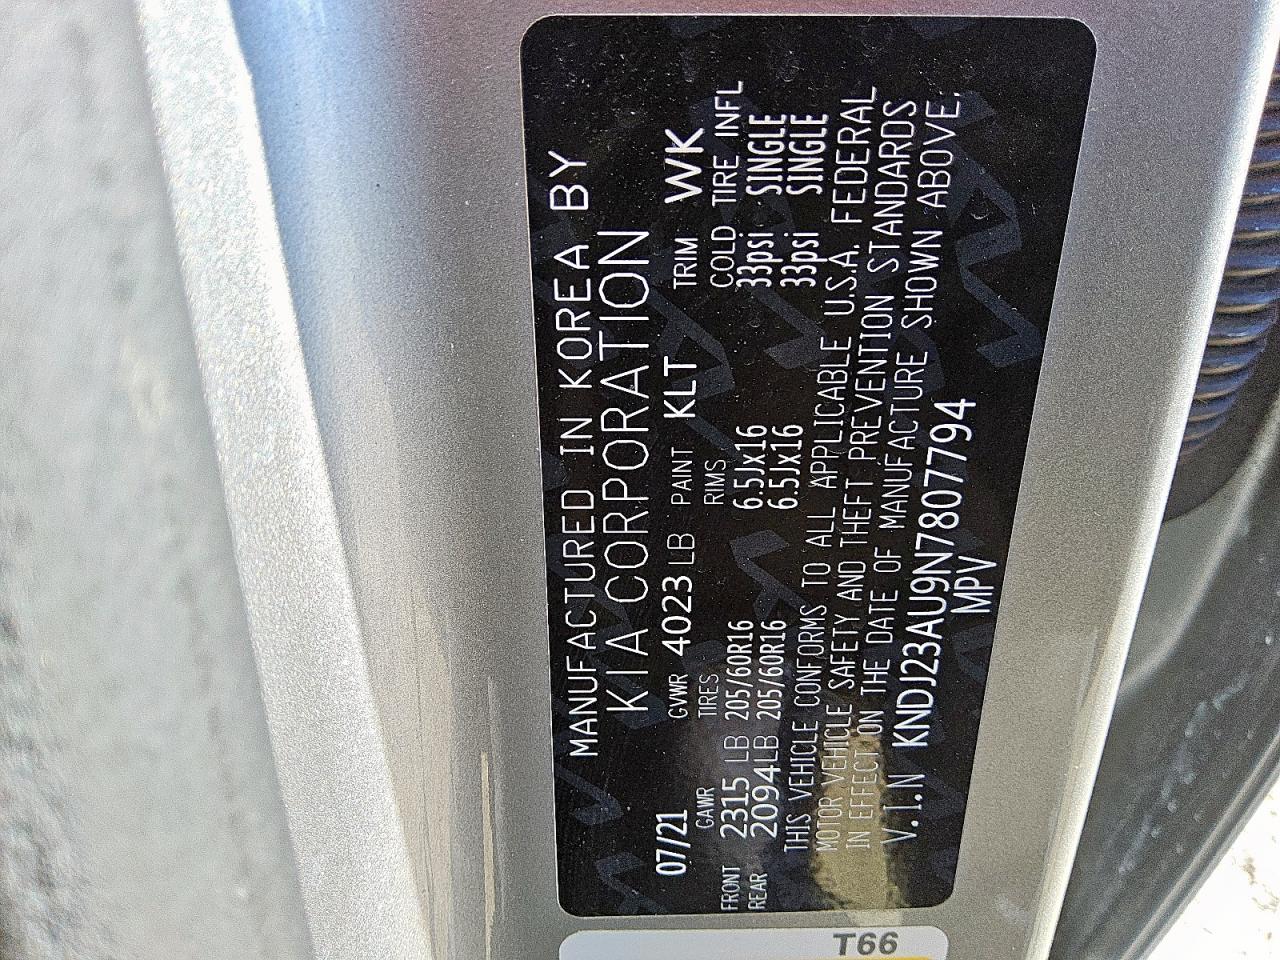 MANUFACTURED IN KOREA BY
KIA CORPORATION
07/21 GVWR 4023 LB PAINT KLT TRIM WK
GAWR TIRES RIMS COLD TIRE INFL
FRONT 2315 LB 205/60R16 6.5Jx16 33psi SINGLE
REAR 2094LB 205/60R16 6.5Jx16 33psi SINGLE
THIS VEHICLE CONFORMS TO ALL APPLICABLE U.S.A. FEDERAL
MOTOR VEHICLE SAFETY AND THEFT PREVENTION STANDARDS
IN EFFECT ON THE DATE OF MANUFACTURE SHOWN ABOVE.
V.I.N KNDJ23AU9N7807794
MPV
T66